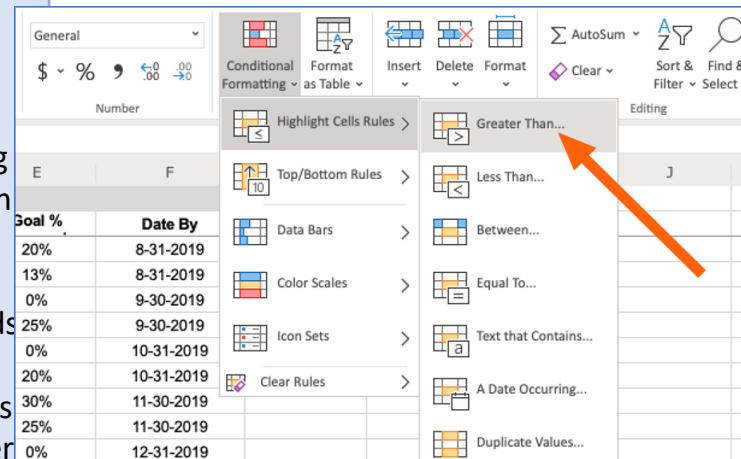 General
$ % 9 .00 .00
Conditional Formatting
Format as Table
Insert
Delete
Format
AutoSum
Clear
Sort & Filter
Find & Select
Number
Editing
Highlight Cells Rules
Top/Bottom Rules
Data Bars
Color Scales
Icon Sets
Clear Rules
Greater Than...
Less Than...
Between...
Equal To...
Text that Contains...
A Date Occurring...
Duplicate Values...
E F J
Goal % Date By
20% 8-31-2019
13% 8-31-2019
0% 9-30-2019
25% 9-30-2019
0% 10-31-2019
20% 10-31-2019
30% 11-30-2019
25% 11-30-2019
0% 12-31-2019